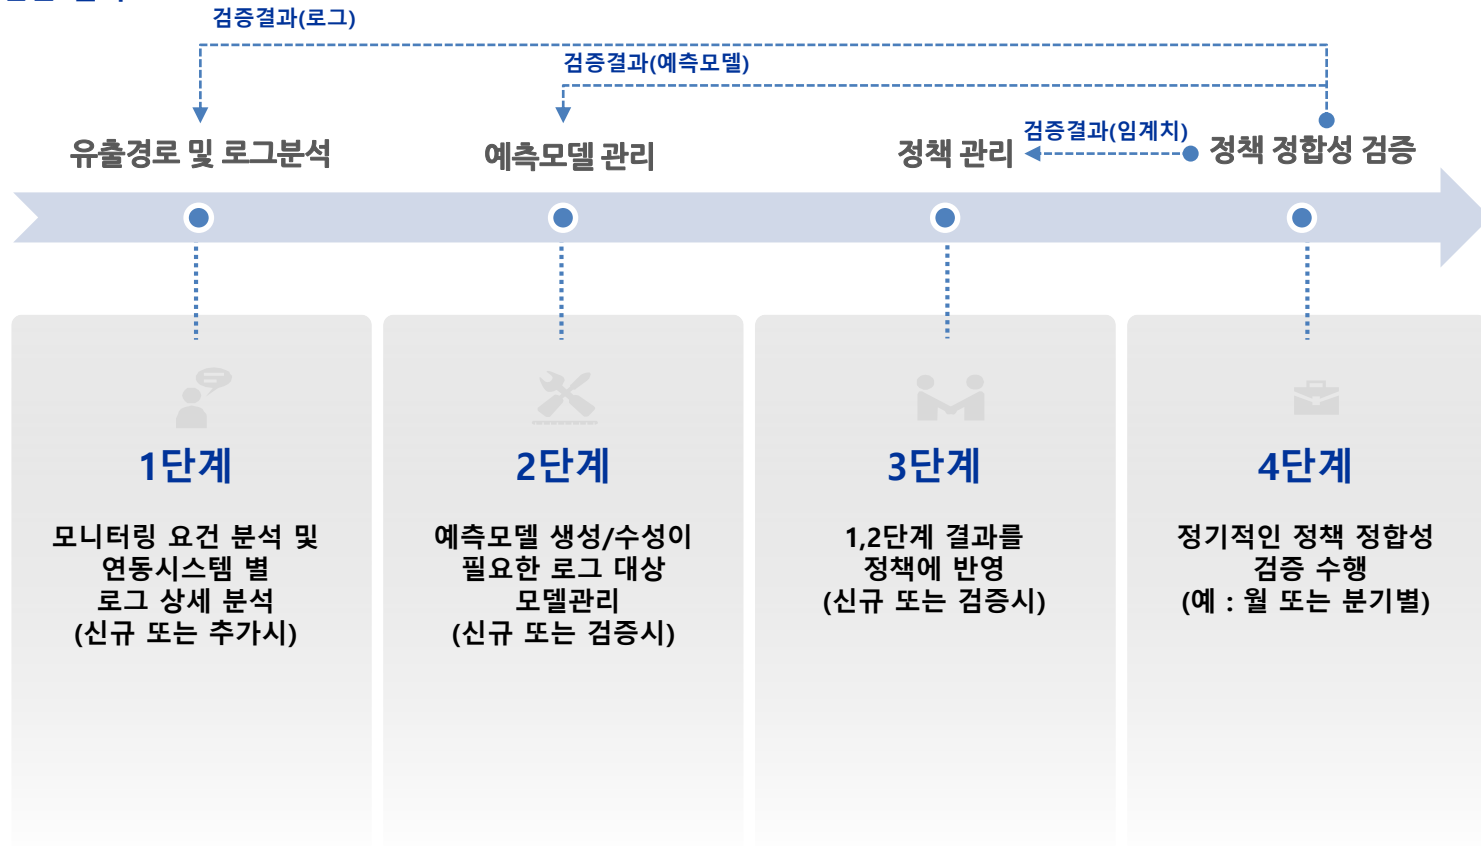 검증결과(로그)
검증결과(예측모델)
검증결과(임계치)
유출경로 및 로그분석
예측모델 관리
정책 관리
정책 정합성 검증
1단계
모니터링 요건 분석 및
연동시스템 별
로그 상세 분석
(신규 또는 추가시)
2단계
예측모델 생성/수성이
필요한 로그 대상
모델관리
(신규 또는 검증시)
3단계
1,2단계 결과를
정책에 반영
(신규 또는 검증시)
4단계
정기적인 정책 정합성
검증 수행
(예 : 월 또는 분기별)